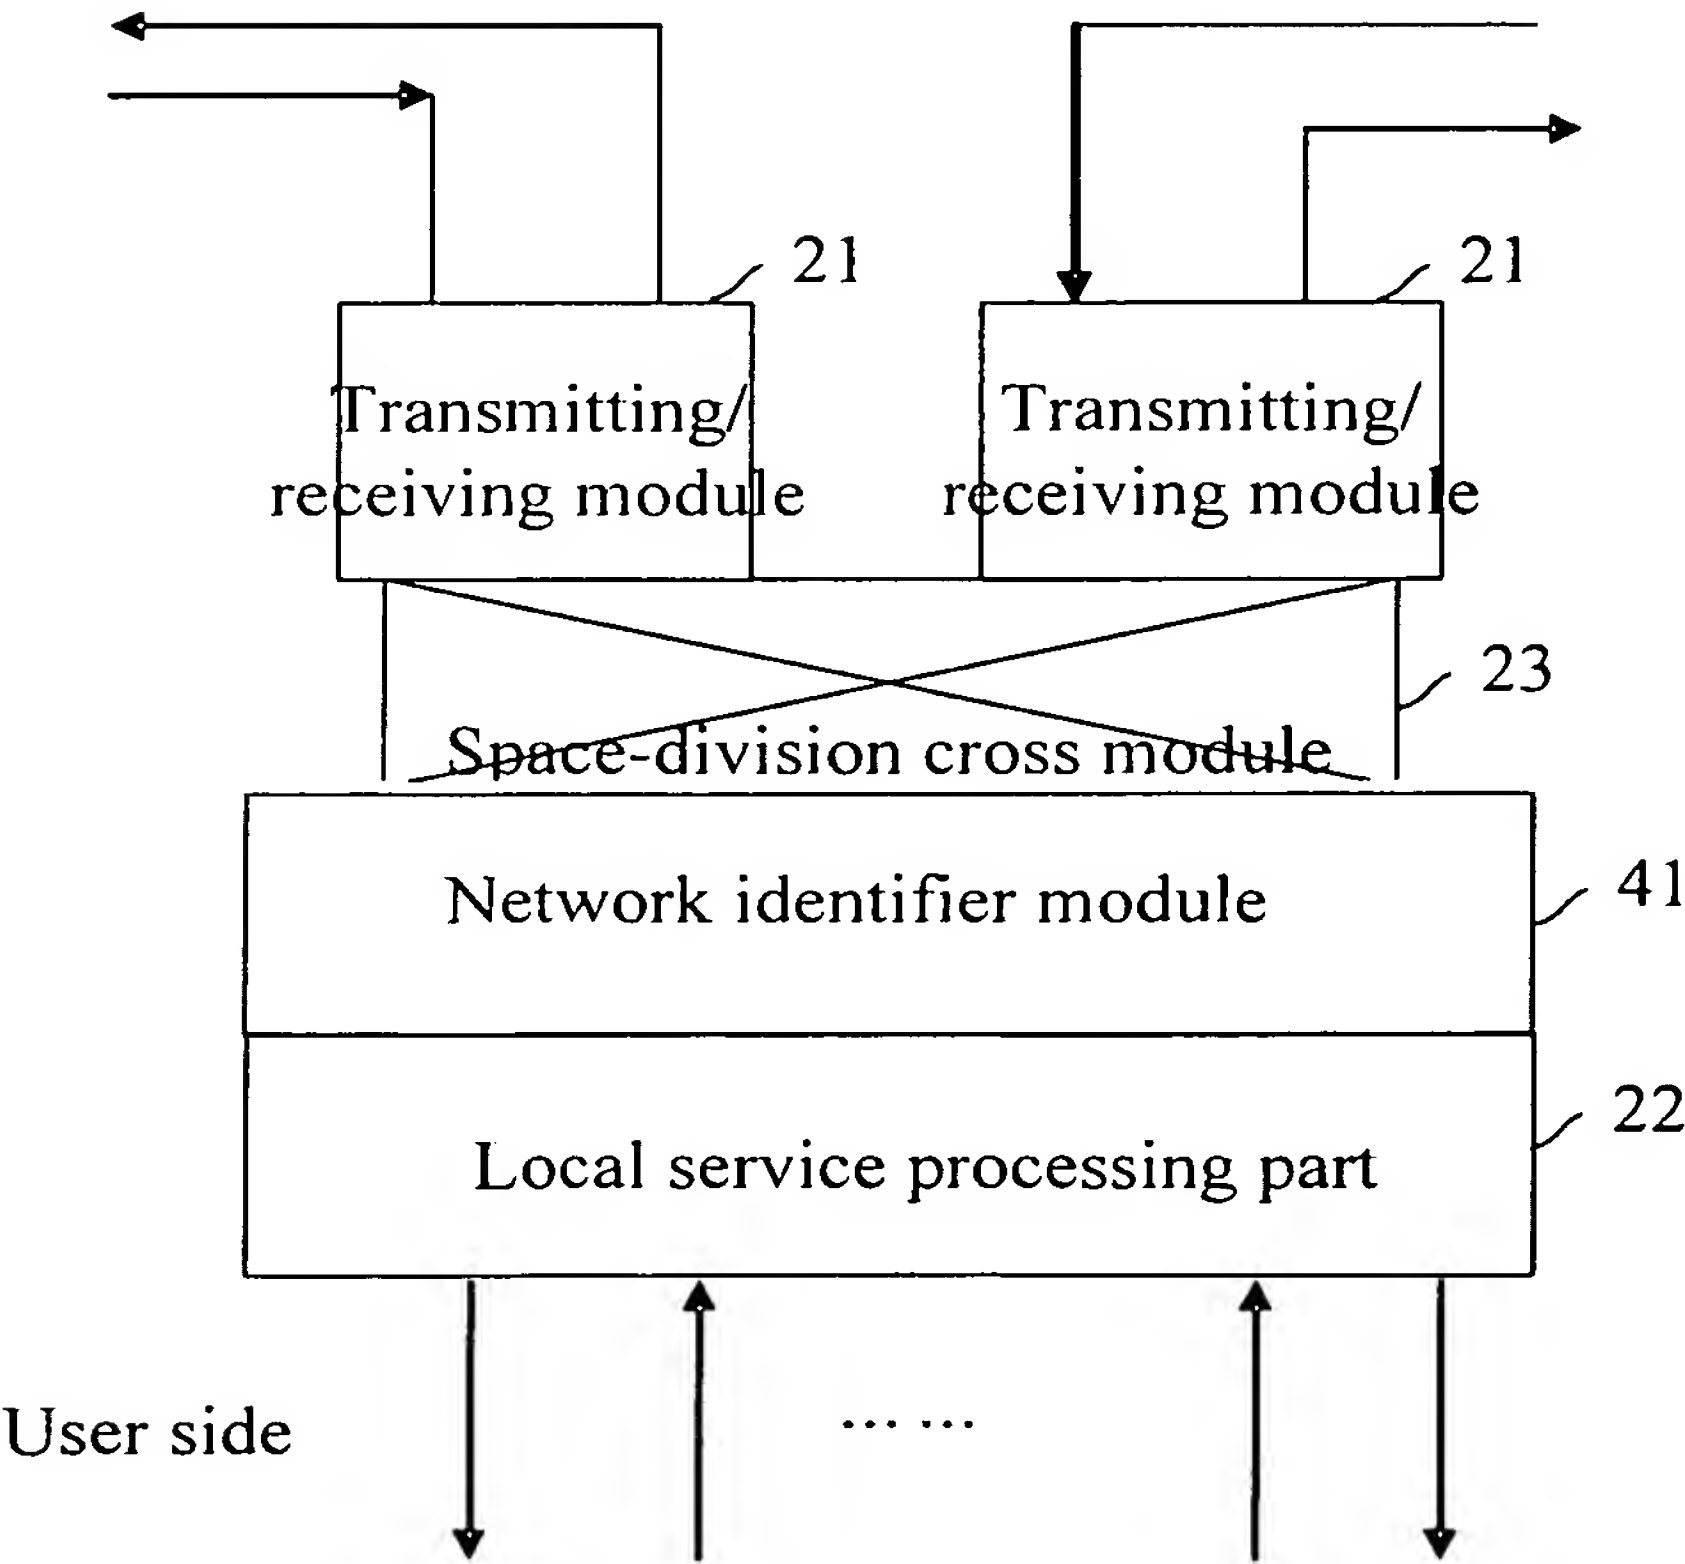 21
21
Transmitting/
receiving module
Transmitting/
receiving module
23
Space-division cross module
Network identifier module
41
Local service processing part
22
User side
... ...